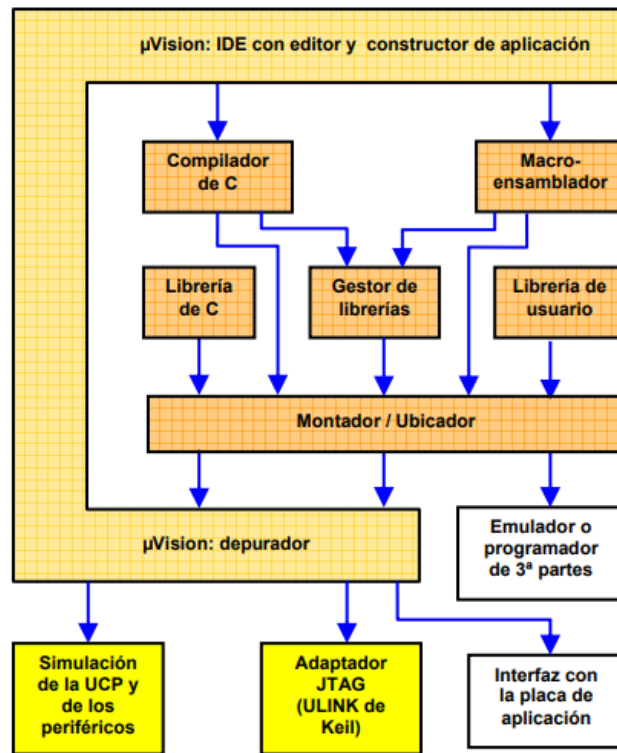 µVision: IDE con editor y constructor de aplicación
Compilador
de C
Macro-
ensamblador
Librería
de C
Gestor de
librerías
Librería de
usuario
Montador / Ubicador
µVision: depurador
Emulador o
programador
de 3ª partes
Simulación
de la UCP y
de los
periféricos
Adaptador
JTAG
(ULINK de
Keil)
Interfaz con
la placa de
aplicación